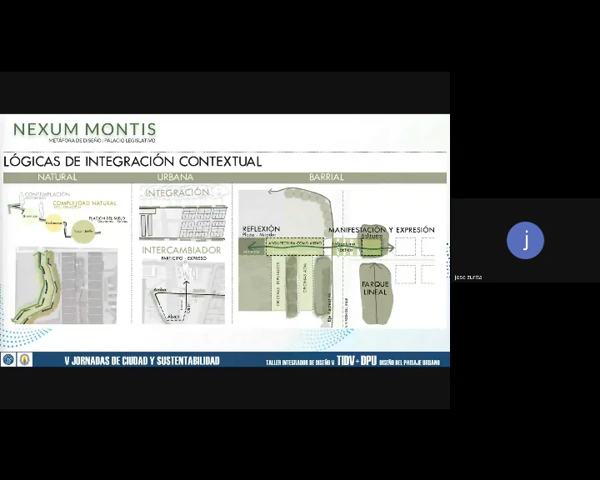 NEXUM MONTIS
METÁFORA DE DISEÑO: PALACIO LEGISLATIVO
LÓGICAS DE INTEGRACIÓN CONTEXTUAL
NATURAL
URBANA
BARRIAL
CONTEMPLACIÓN
COMPLEJIDAD NATURAL
INTEGRACIÓN
INTERCAMBIADOR
REFLEXIÓN
MANIFESTACIÓN Y EXPRESIÓN
PARQUE
LINEAL
j
jose zurita
V JORNADAS DE CIUDAD Y SUSTENTABILIDAD
TALLER INTEGRADOR DE DISEÑO V TIDV + DPU DISEÑO DEL PAISAJE URBANO